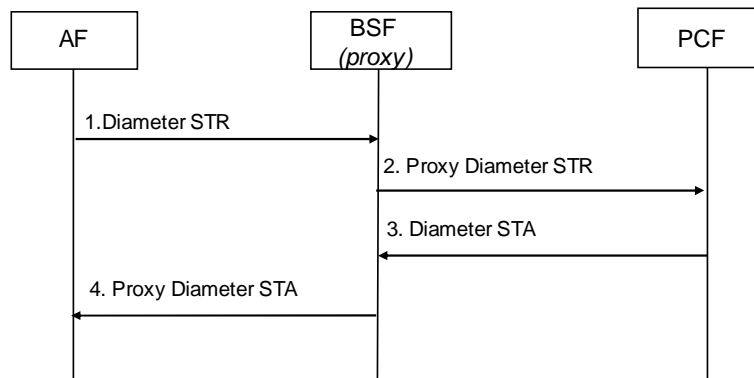 AF
BSF
(proxy)
PCF
1.Diameter STR
2. Proxy Diameter STR
3. Diameter STA
4. Proxy Diameter STA